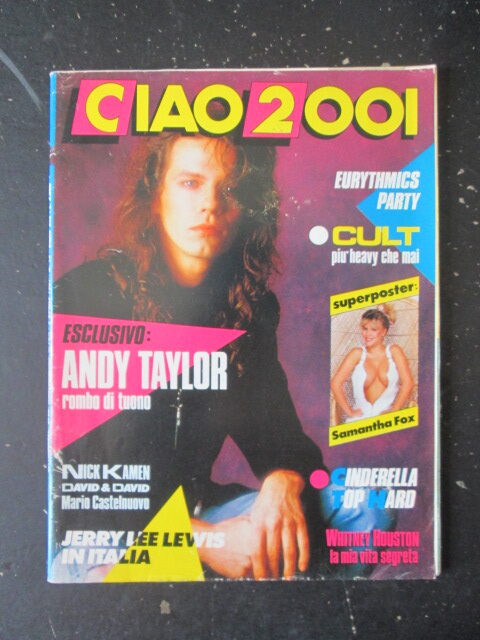 CIAO 2001
EURYTHMICS
PARTY
CULT
piu' heavy che mai
superposter:
Samantha Fox
ESCLUSIVO:
ANDY TAYLOR
rombo di tuono
NICK KAMEN
DAVID & DAVID
Mario Castelnuovo
CINDERELLA
TOP HARD
JERRY LEE LEWIS
IN ITALIA
WHITNEY HOUSTON
la mia vita segreta